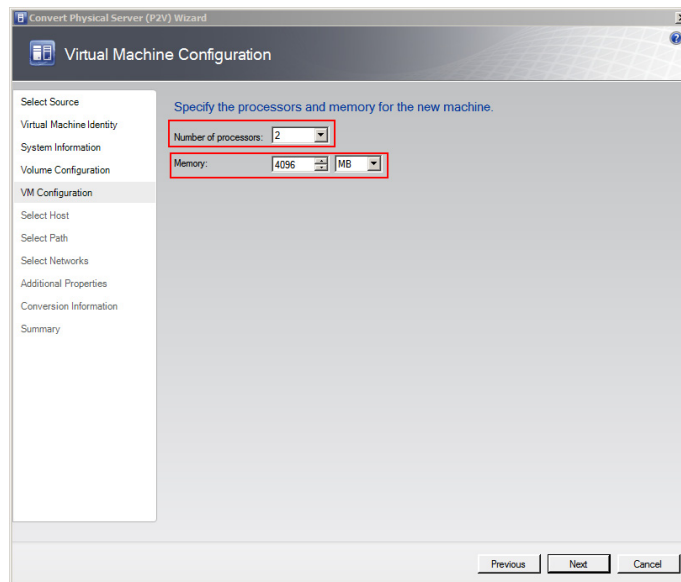 Convert Physical Server (P2V) Wizard
Virtual Machine Configuration
Select Source
Virtual Machine Identity
System Information
Volume Configuration
VM Configuration
Select Host
Select Path
Select Networks
Additional Properties
Conversion Information
Summary
Specify the processors and memory for the new machine.
Number of processors: 2
Memory: 4096 MB
Previous Next Cancel